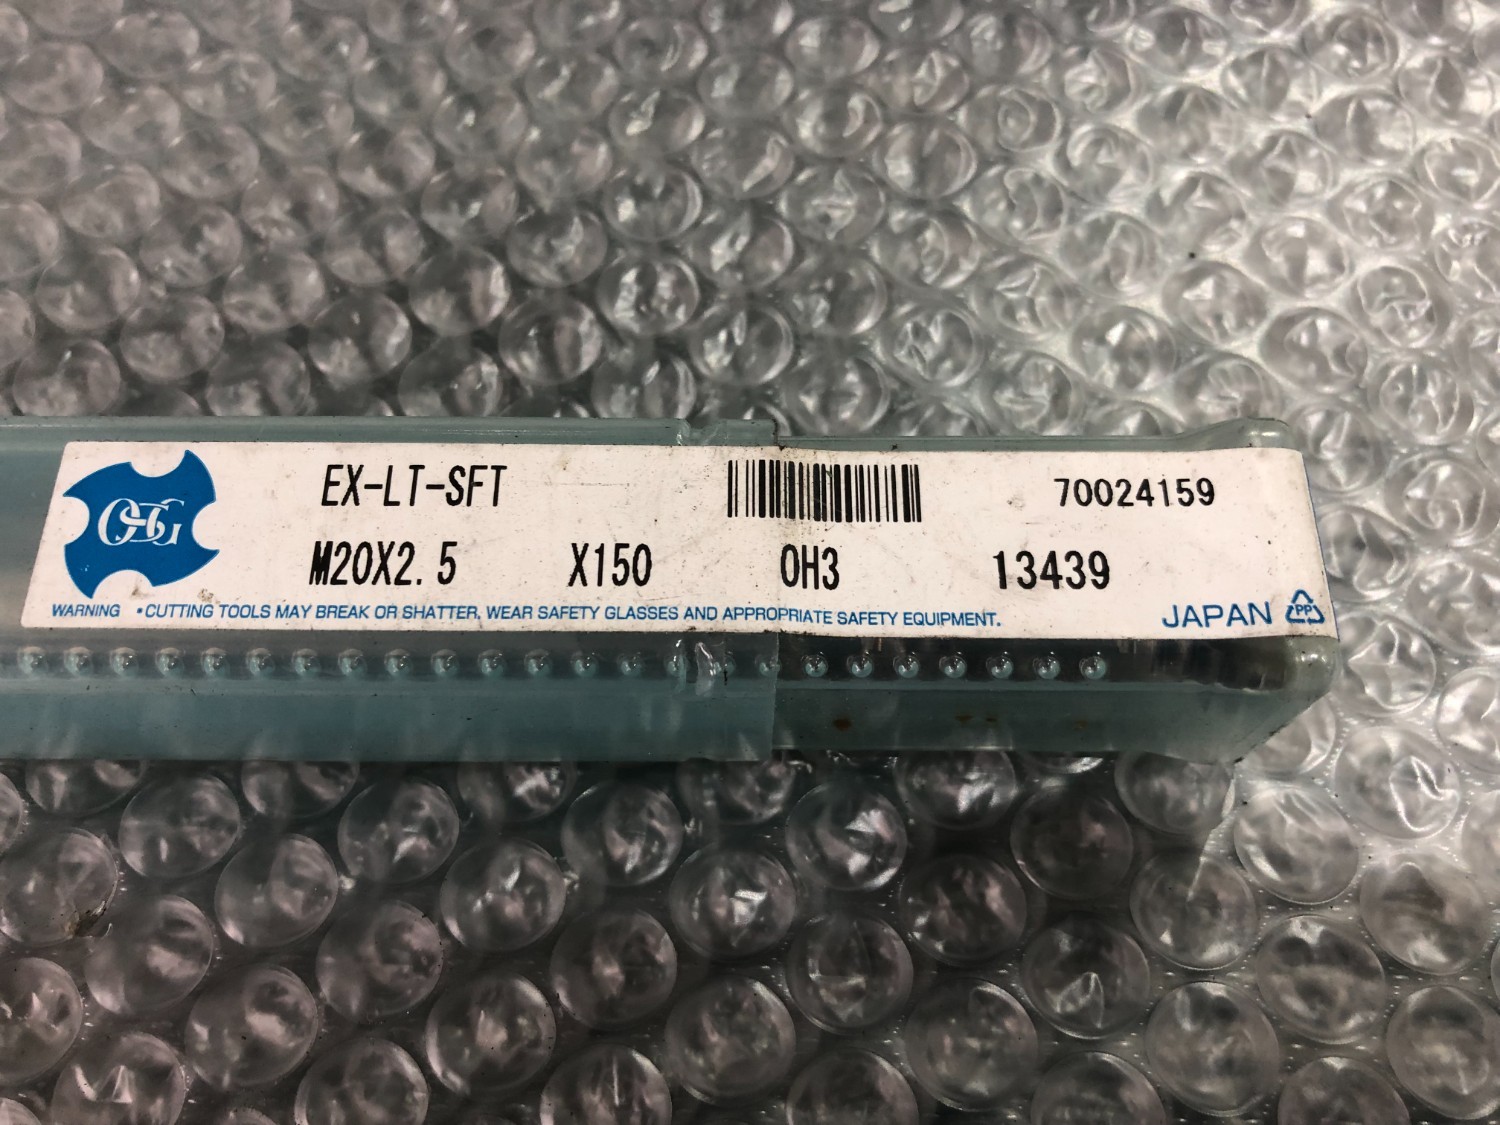 OSG
EX-LT-SFT 70024159
M20X2.5 X150 OH3 13439
WARNING •CUTTING TOOLS MAY BREAK OR SHATTER, WEAR SAFETY GLASSES AND APPROPRIATE SAFETY EQUIPMENT.
JAPAN PP